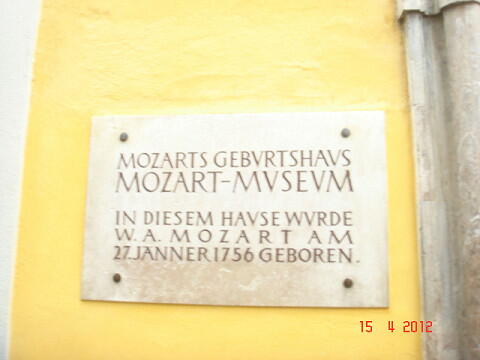 MOZARTS GEBVRTSHAVS
MOZART-MVSEVM
IN DIESEM HAVSE WVRDE
W. A. MOZART AM
27. JÄNNER 1756 GEBOREN.
15 4 2012